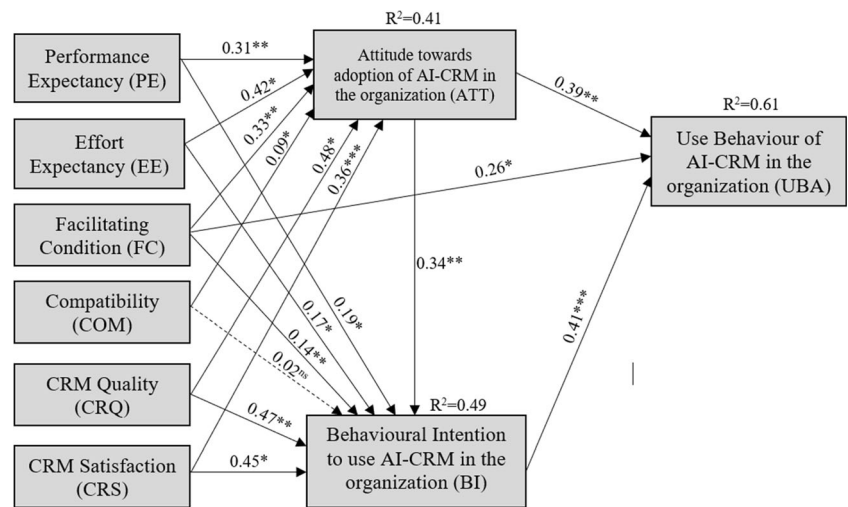 R²=0.41
Performance
Expectancy (PE)
0.31**
Attitude towards
adoption of AI-CRM in
the organization (ATT)
0.42*
0.39**
R²=0.61
Effort
Expectancy (EE)
0.33**
0.09*
0.48*
0.36***
Use Behaviour of
AI-CRM in the
organization (UBA)
0.26*
Facilitating
Condition (FC)
0.34**
Compatibility
(COM)
0.19*
0.17*
0.14**
0.02ⁿˢ
0.41***
CRM Quality
(CRQ)
0.47**
R²=0.49
Behavioural Intention
to use AI-CRM in the
organization (BI)
CRM Satisfaction
(CRS)
0.45*